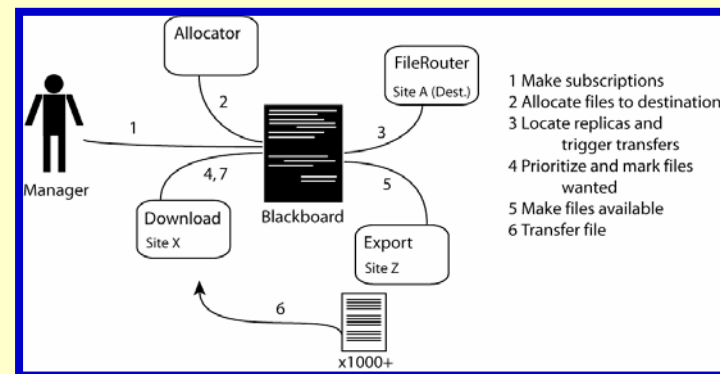 Allocator
FileRouter
Site A (Dest.)
2
1
3
4, 7
5
Manager
Blackboard
Download
Site X
Export
Site Z
6
x1000+
1 Make subscriptions
2 Allocate files to destination
3 Locate replicas and
trigger transfers
4 Prioritize and mark files
wanted
5 Make files available
6 Transfer file